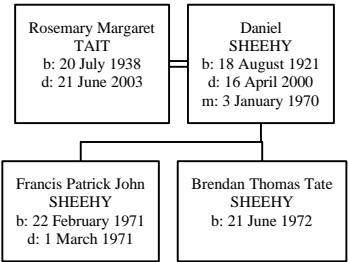 Rosemary Margaret
TAIT
b: 20 July 1938
d: 21 June 2003
Daniel
SHEEHY
b: 18 August 1921
d: 16 April 2000
m: 3 January 1970
Francis Patrick John
SHEEHY
b: 22 February 1971
d: 1 March 1971
Brendan Thomas Tate
SHEEHY
b: 21 June 1972